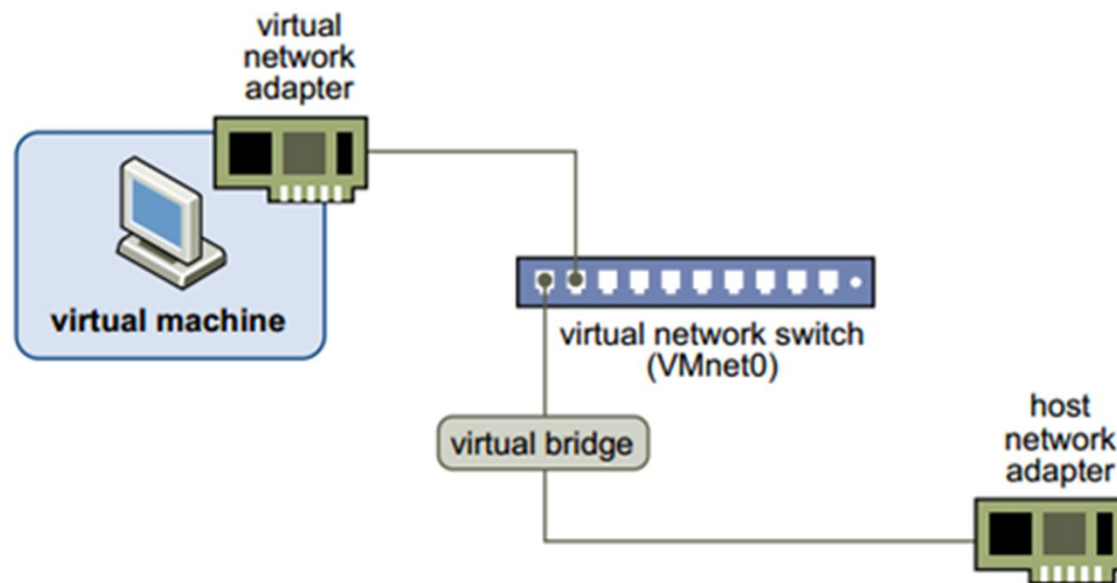 virtual
network
adapter
virtual machine
virtual network switch
(VMnet0)
virtual bridge
host
network
adapter